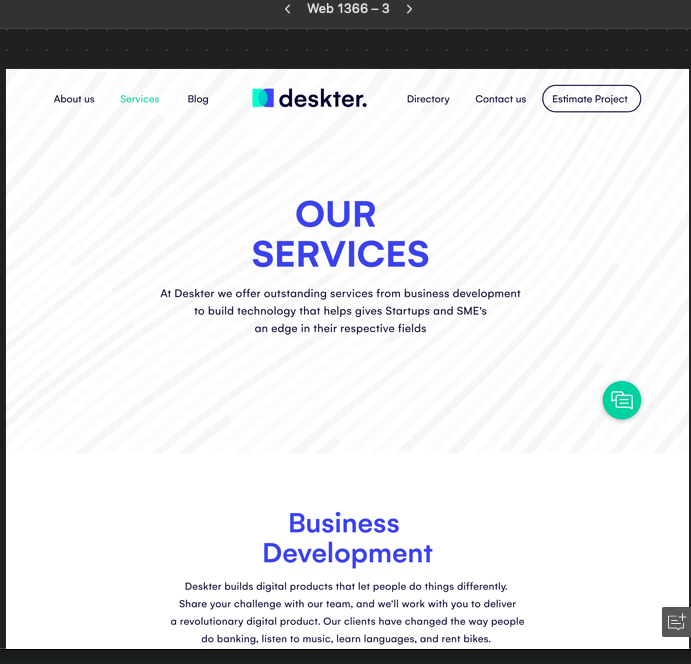 Web 1366 – 3
About us Services Blog deskter. Directory Contact us Estimate Project
OUR
SERVICES
At Deskter we offer outstanding services from business development
to build technology that helps gives Startups and SME's
an edge in their respective fields
Business
Development
Deskter builds digital products that let people do things differently.
Share your challenge with our team, and we'll work with you to deliver
a revolutionary digital product. Our clients have changed the way people
do banking, listen to music, learn languages, and rent bikes.